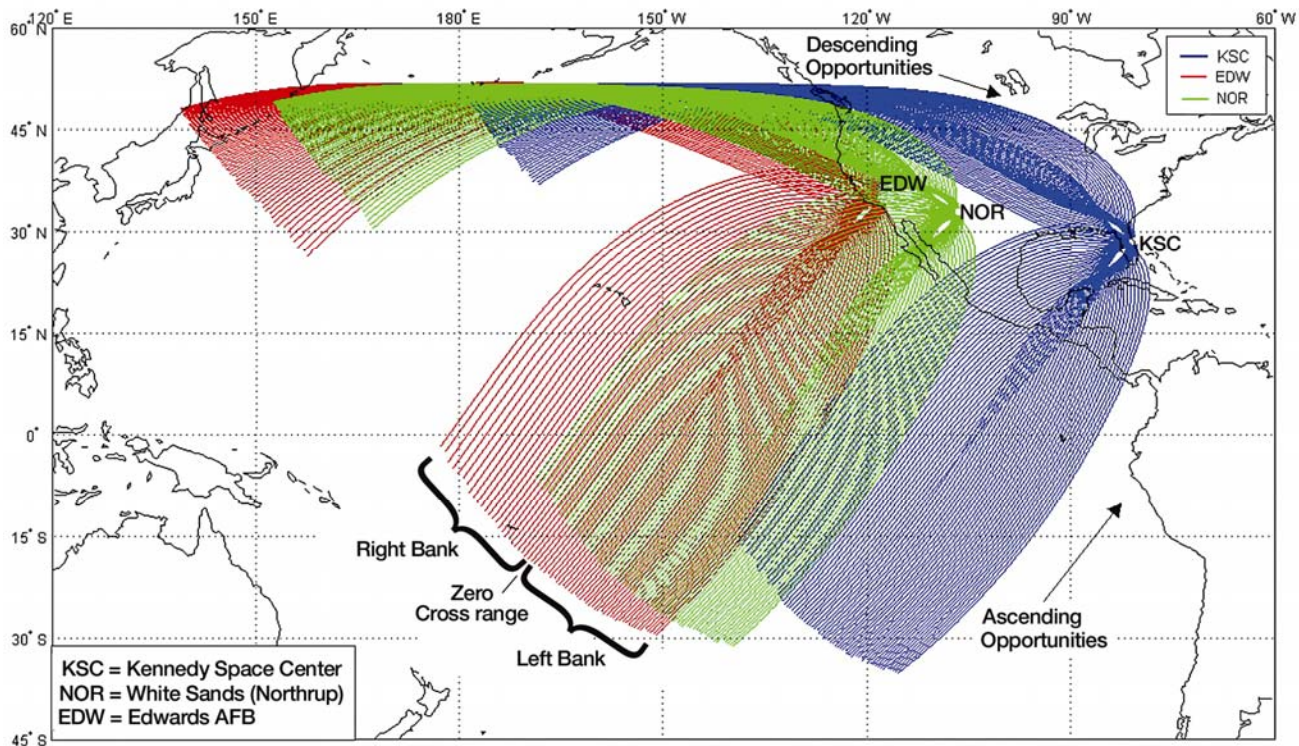 120° E
150° E
180° E
150° W
120° W
90° W
60° W
60° N
45° N
30° N
15° N
0°
15° S
30° S
45° S
Descending
Opportunities
KSC
EDW
NOR
EDW
NOR
KSC
Right Bank
Zero
Cross range
Left Bank
Ascending
Opportunities
KSC = Kennedy Space Center
NOR = White Sands (Northrup)
EDW = Edwards AFB